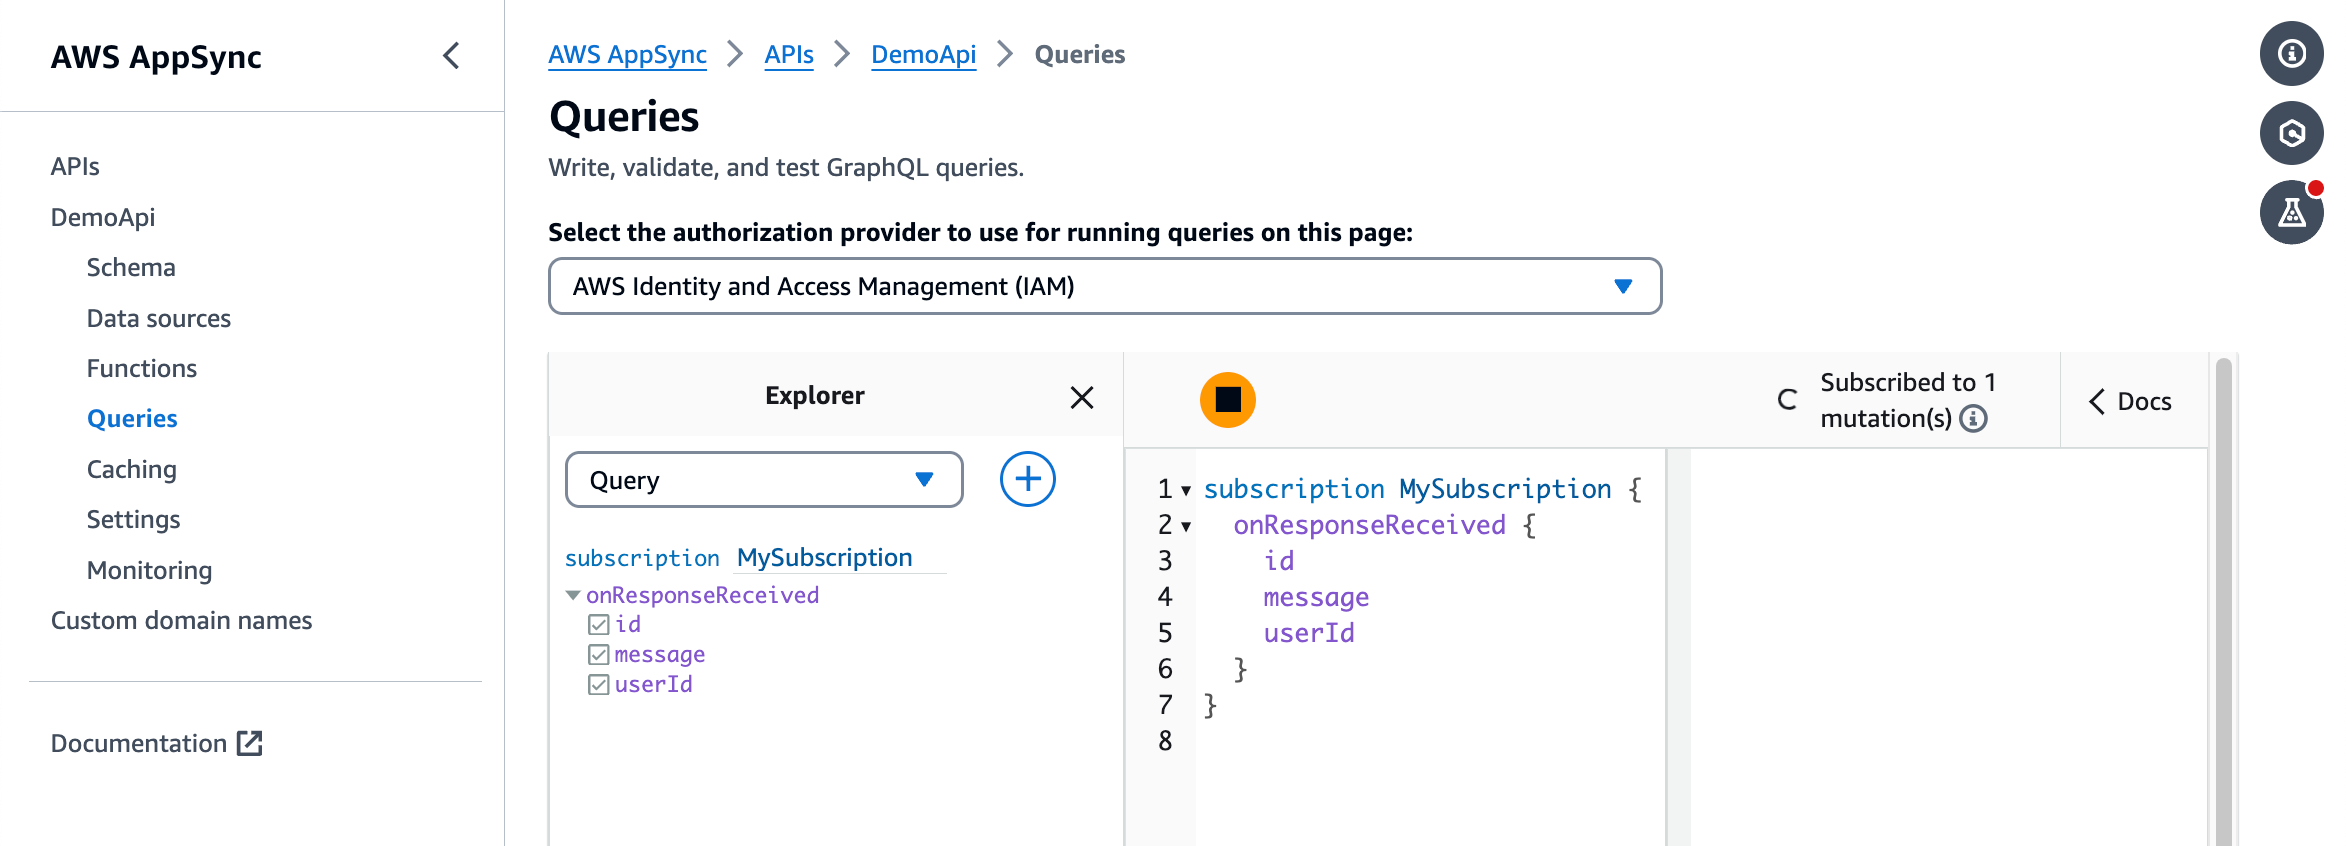 AWS AppSync
APIs
DemoApi
Schema
Data sources
Functions
Queries
Caching
Settings
Monitoring
Custom domain names
Documentation
AWS AppSync
APIs
DemoApi
Queries
Queries
Write, validate, and test GraphQL queries.
Select the authorization provider to use for running queries on this page:
AWS Identity and Access Management (IAM)
Explorer
Query
subscription MySubscription
onResponseReceived
id
message
userId
Subscribed to 1
mutation(s)
Docs
1 subscription MySubscription {
2 onResponseReceived {
3 id
4 message
5 userId
6 }
7 }
8